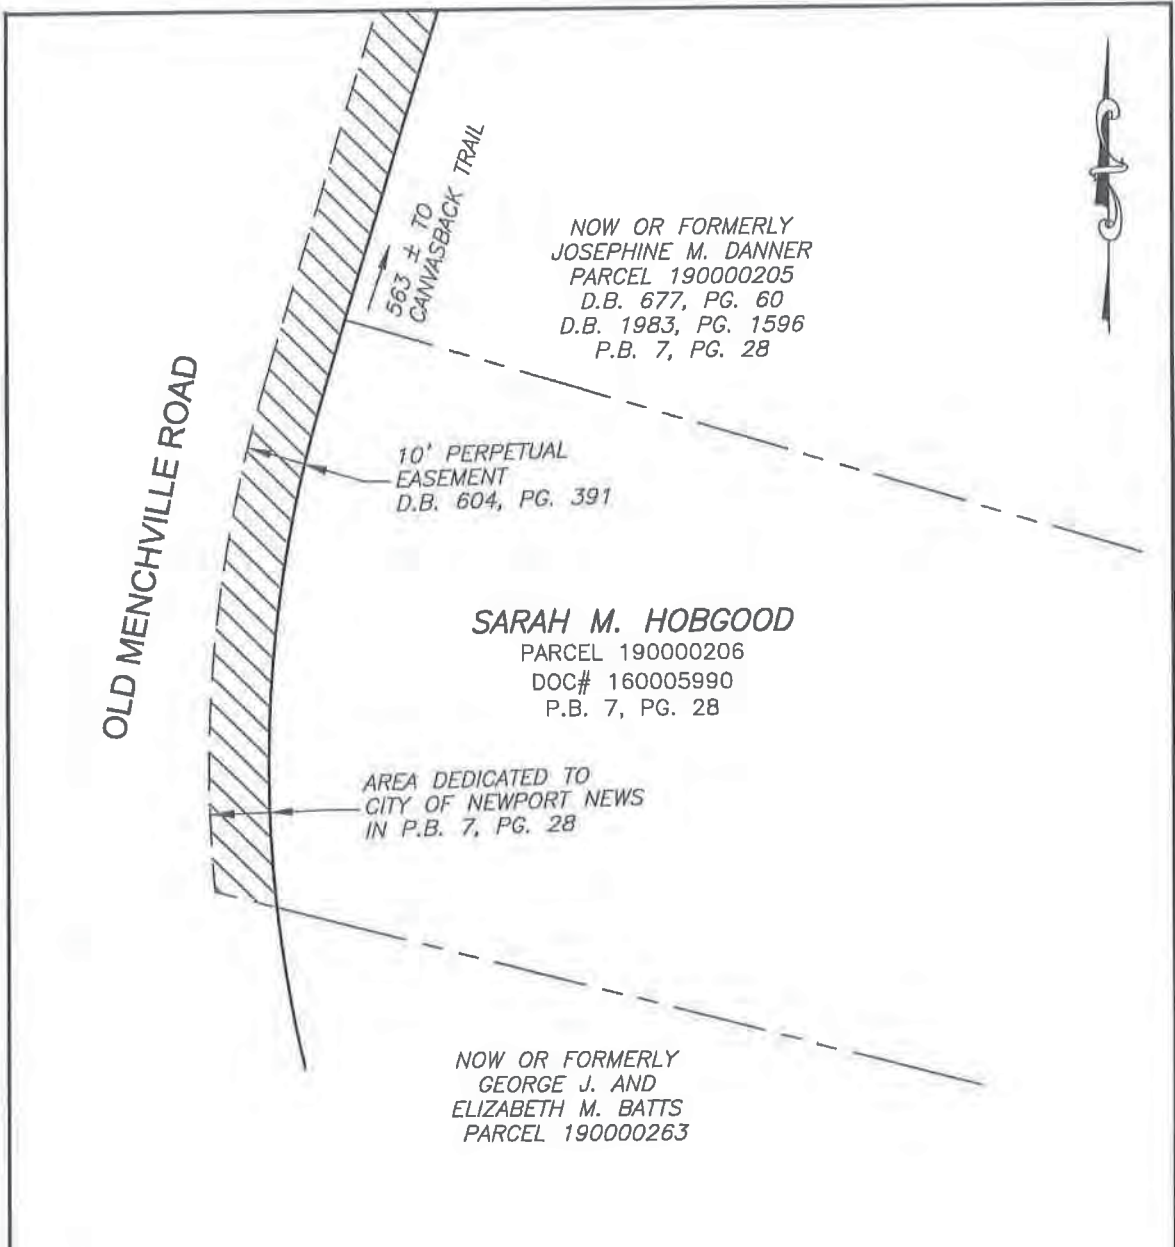 563 ± TO
CANVASBACK TRAIL
NOW OR FORMERLY
JOSEPHINE M. DANNER
PARCEL 190000205
D.B. 677, PG. 60
D.B. 1983, PG. 1596
P.B. 7, PG. 28
OLD MENCHVILLE ROAD
10' PERPETUAL
EASEMENT
D.B. 604, PG. 391
SARAH M. HOBGOOD
PARCEL 190000206
DOC# 160005990
P.B. 7, PG. 28
AREA DEDICATED TO
CITY OF NEWPORT NEWS
IN P.B. 7, PG. 28
NOW OR FORMERLY
GEORGE J. AND
ELIZABETH M. BATTS
PARCEL 190000263